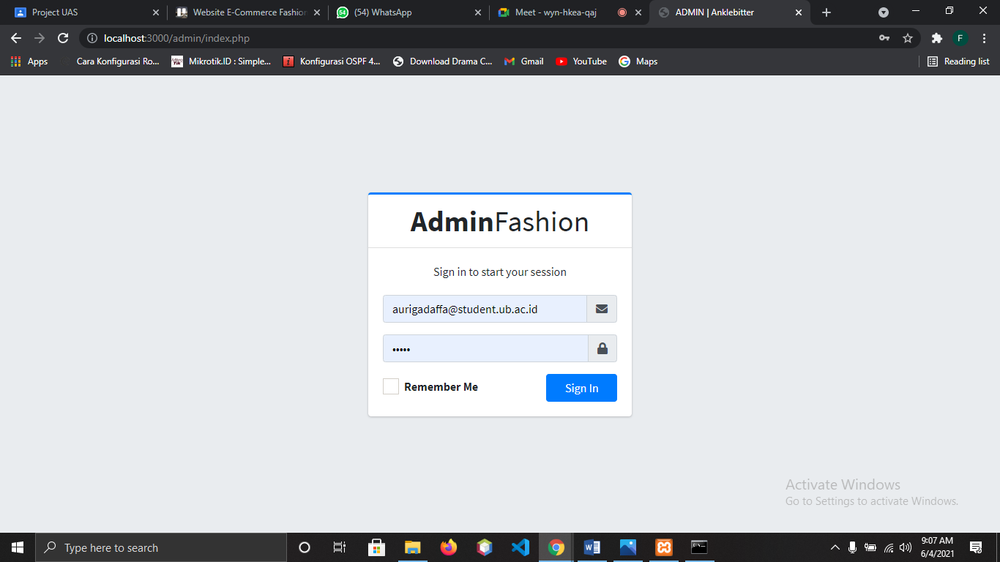 Project UAS
Website E-Commerce Fashion
(54) WhatsApp
Meet - wyn-hkea-qaj
ADMIN | Anklebitter
localhost:3000/admin/index.php
F
Apps
Cara Konfigurasi Ro...
Mikrotik.ID : Simple...
Konfigurasi OSPF 4...
Download Drama C...
Gmail
YouTube
Maps
Reading list
AdminFashion
Sign in to start your session
aurigadaffa@student.ub.ac.id
•••••
Remember Me
Sign In
Activate Windows
Go to Settings to activate Windows.
Type here to search
9:07 AM
6/4/2021